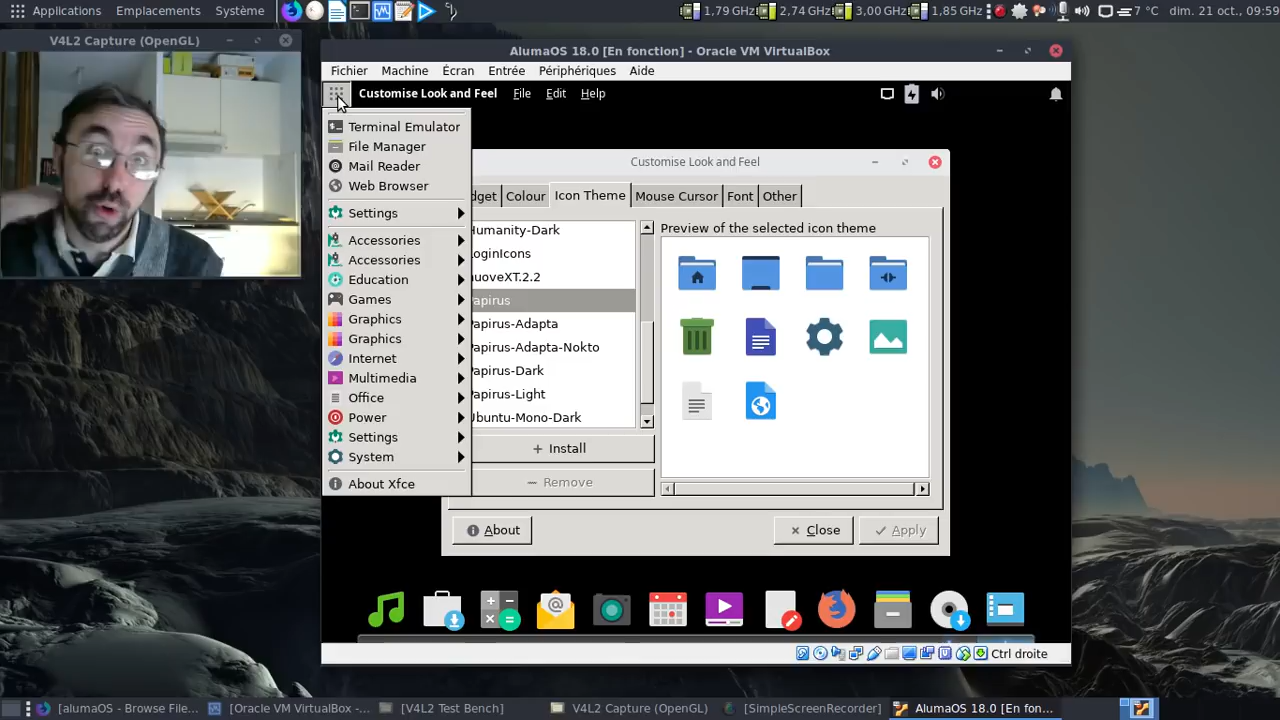 Applications Emplacements Système
1,79 GHz 2,74 GHz 3,00 GHz 1,85 GHz 7 °C dim. 21 oct., 09:59
V4L2 Capture (OpenGL)
AlumaOS 18.0 [En fonction] - Oracle VM VirtualBox
Fichier Machine Écran Entrée Périphériques Aide
Customise Look and Feel File Edit Help
Terminal Emulator
File Manager
Mail Reader
Web Browser
Settings
Accessories
Accessories
Education
Games
Graphics
Graphics
Internet
Multimedia
Office
Power
Settings
System
About Xfce
Customise Look and Feel
dget Colour Icon Theme Mouse Cursor Font Other
Humanity-Dark
LoginIcons
nuoveXT.2.2
Papirus
Papirus-Adapta
Papirus-Adapta-Nokto
Papirus-Dark
Papirus-Light
Ubuntu-Mono-Dark
Install
Remove
Preview of the selected icon theme
About Close Apply
Ctrl droite
[alumaOS - Browse File... [Oracle VM VirtualBox -... [V4L2 Test Bench] V4L2 Capture (OpenGL) [SimpleScreenRecorder] AlumaOS 18.0 [En fon...